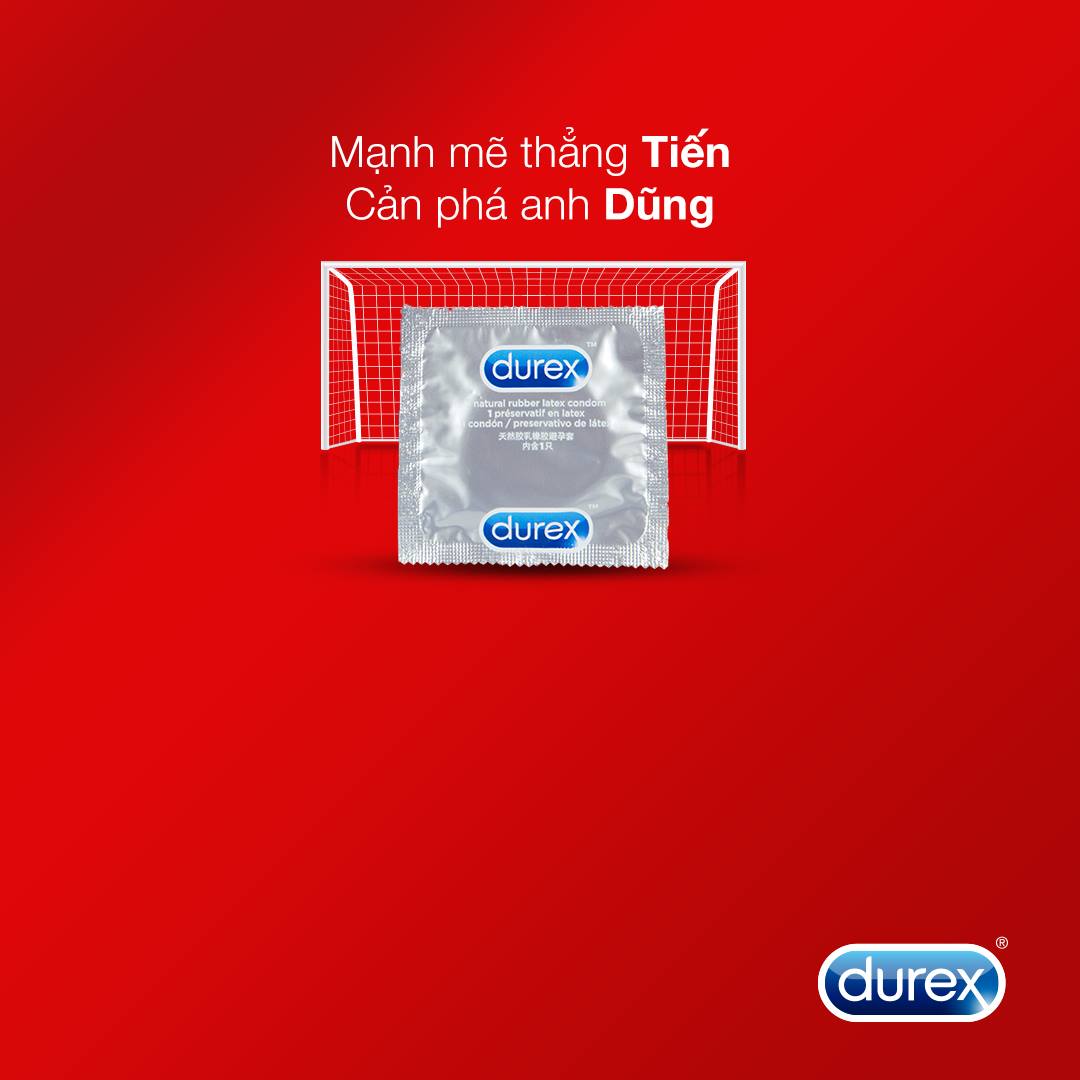 Mạnh mẽ thẳng Tiến
Cản phá anh Dũng
durex™
natural rubber latex condom
1 préservatif en latex
condón / preservativo de látex
天然胶乳橡胶避孕套
内含1只
durex™
durex®